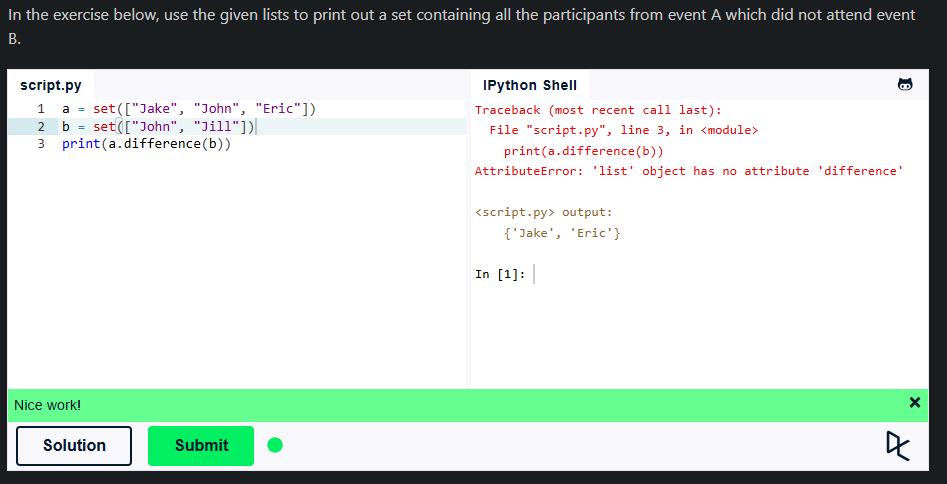 In the exercise below, use the given lists to print out a set containing all the participants from event A which did not attend event
B.
script.py
1 a = set(["Jake", "John", "Eric"])
2 b = set(["John", "Jill"])
3 print(a.difference(b))
IPython Shell
Traceback (most recent call last):
File "script.py", line 3, in <module>
print(a.difference(b))
AttributeError: 'list' object has no attribute 'difference'
<script.py> output:
{'Jake', 'Eric'}
In [1]:
Nice work!
Solution
Submit